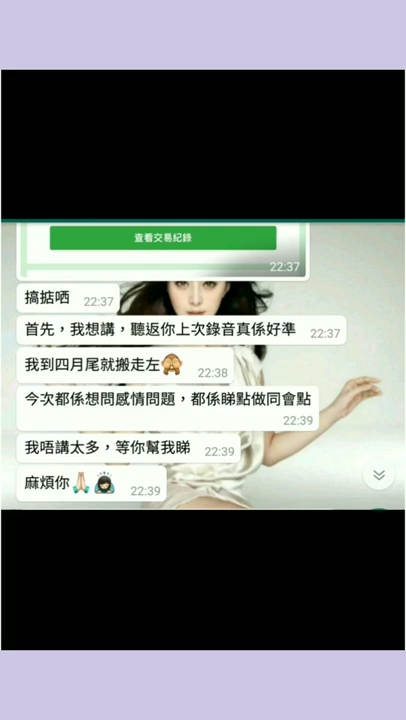 查看交易紀錄
22:37
搞掂哂 22:37
首先，我想講，聽返你上次錄音真係好準 22:37
我到四月尾就搬走左🙈 22:38
今次都係想問感情問題，都係睇點做同會點
22:39
我唔講太多，等你幫我睇 22:39
麻煩你🙏🏻🙇🏻‍♀️ 22:39